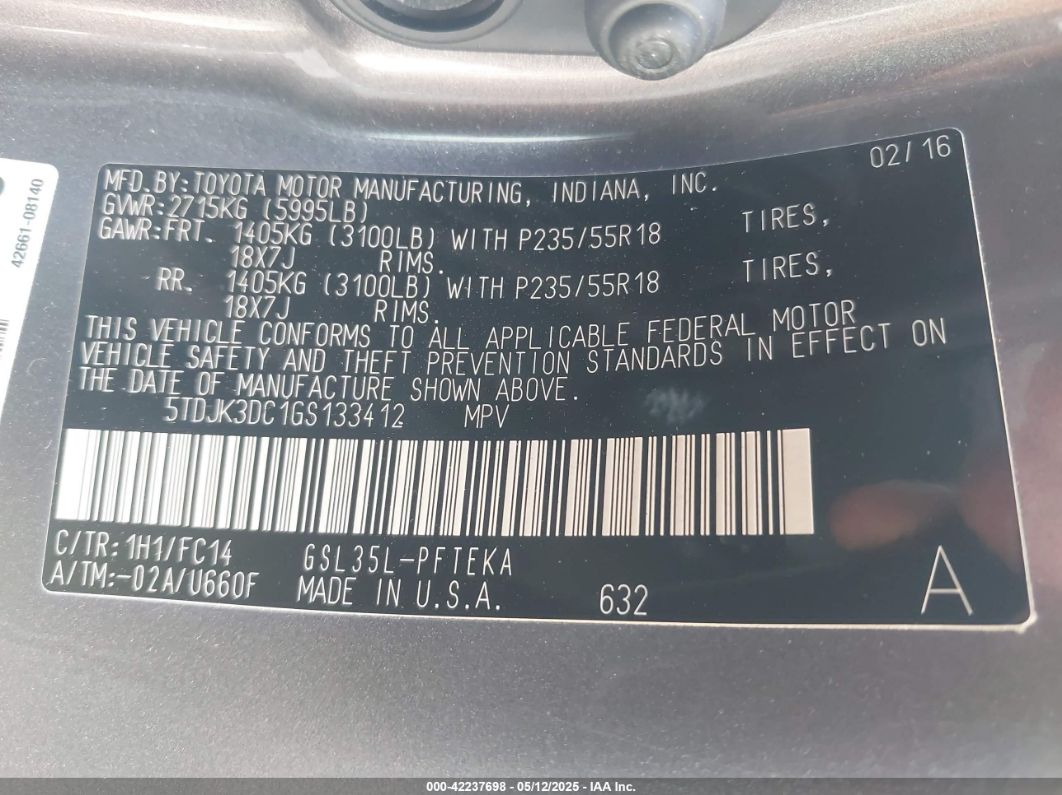 02/16
MFD. BY: TOYOTA MOTOR MANUFACTURING, INDIANA, INC.
GVWR: 2715KG (5995LB)
GAWR: FRT. 1405KG (3100LB) WITH P235/55R18 TIRES,
18X7J RIMS.
RR. 1405KG (3100LB) WITH P235/55R18 TIRES,
18X7J RIMS.
THIS VEHICLE CONFORMS TO ALL APPLICABLE FEDERAL MOTOR
VEHICLE SAFETY AND THEFT PREVENTION STANDARDS IN EFFECT ON
THE DATE OF MANUFACTURE SHOWN ABOVE.
5TDJK3DC1GS133412 MPV
C/TR: 1H1/FC14 GSL35L-PFTEKA
A/TM:-02A/U660F MADE IN U.S.A. 632 A
42661-08140
000-42237698 - 05/12/2025 - IAA Inc.